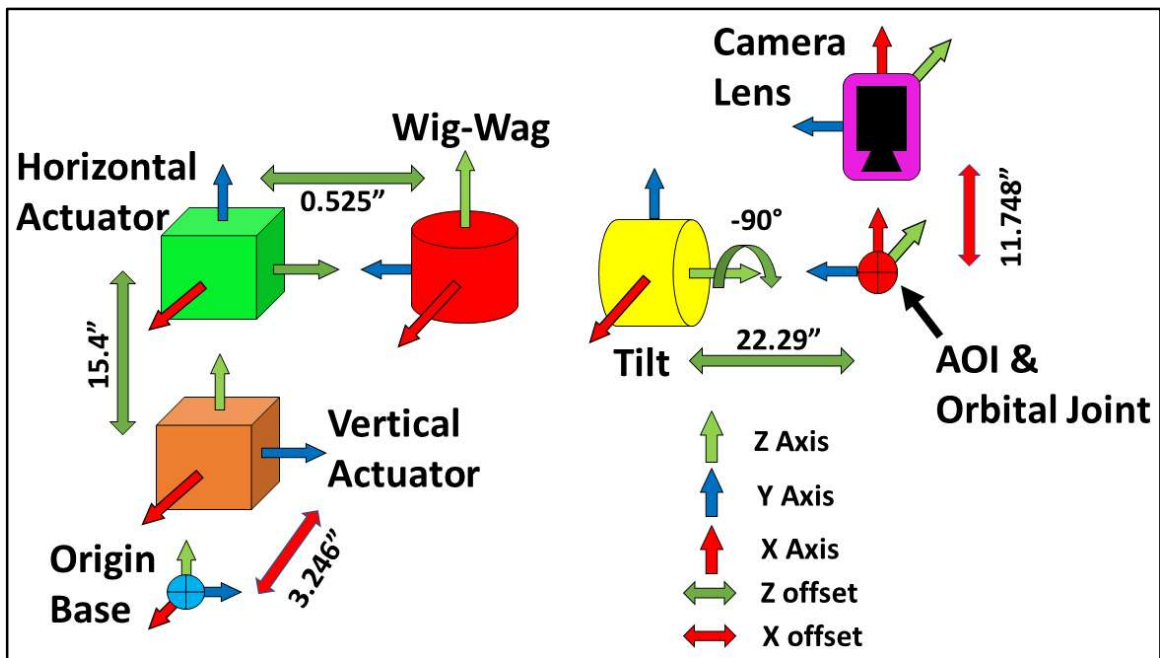 Camera
Lens
Wig-Wag
Horizontal
Actuator
0.525”
-90°
11.748”
15.4”
Tilt
22.29”
AOI &
Orbital Joint
Vertical
Actuator
Z Axis
Y Axis
X Axis
Z offset
X offset
3.246”
Origin
Base